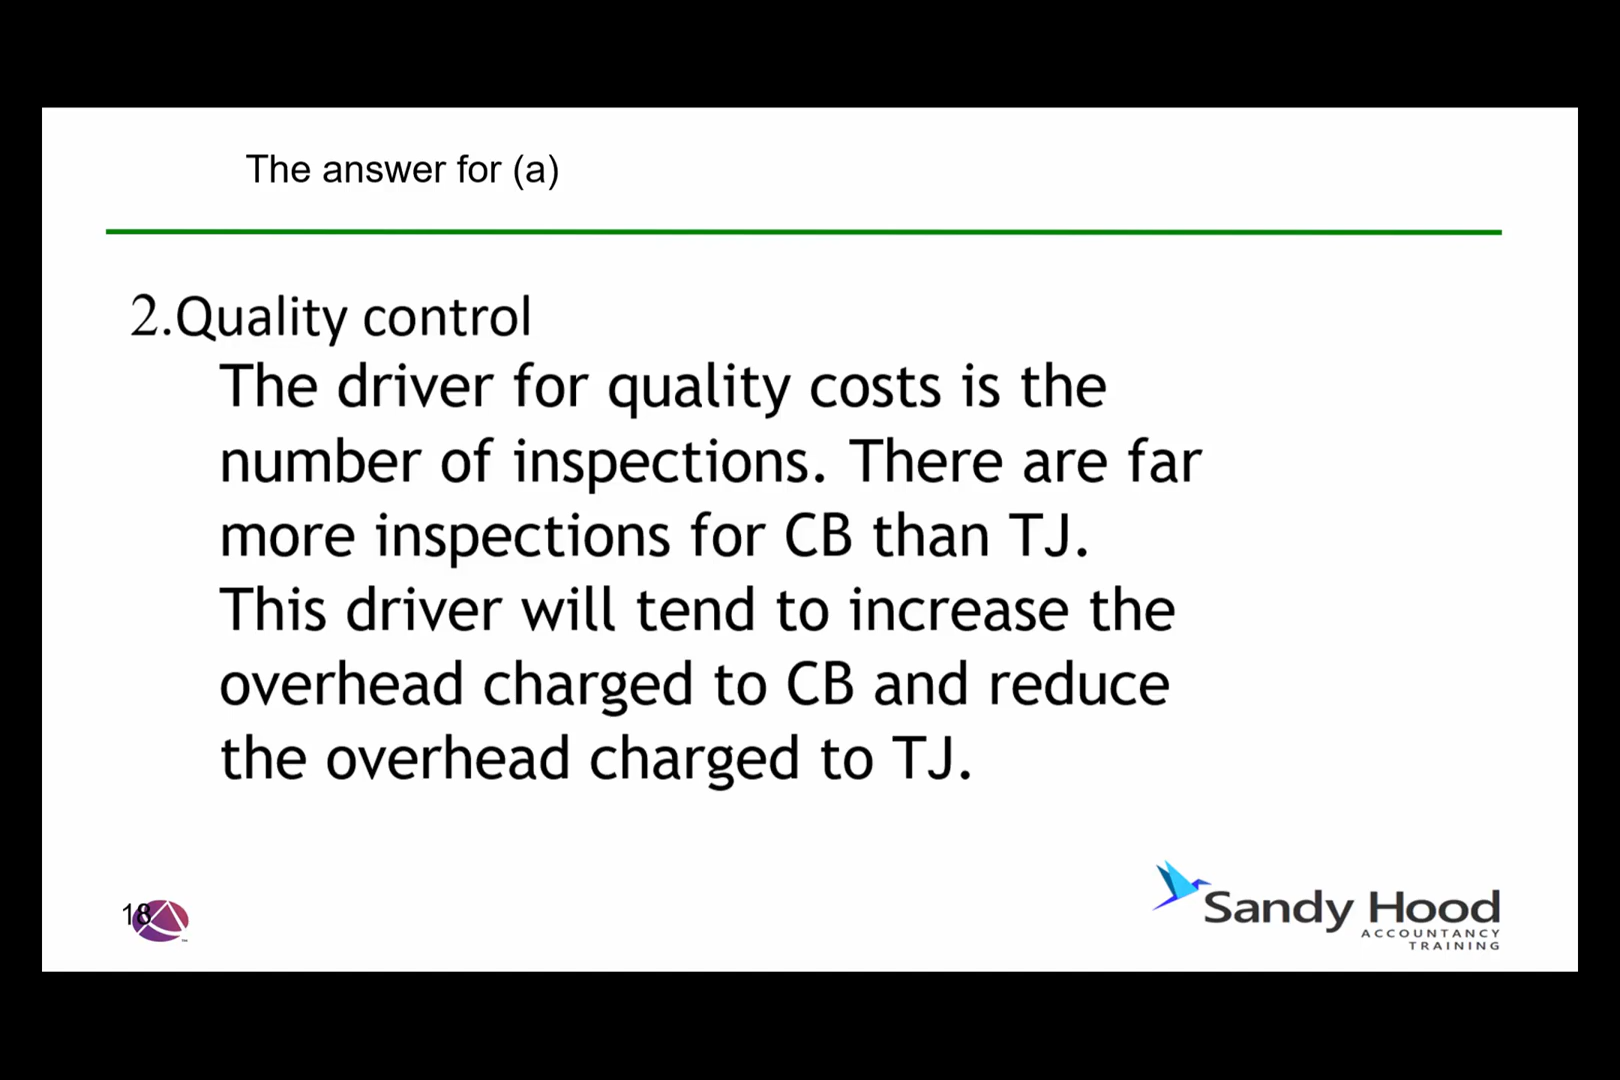 The answer for (a)
2.Quality control
The driver for quality costs is the
number of inspections. There are far
more inspections for CB than TJ.
This driver will tend to increase the
overhead charged to CB and reduce
the overhead charged to TJ.
18
Sandy Hood
ACCOUNTANCY
TRAINING